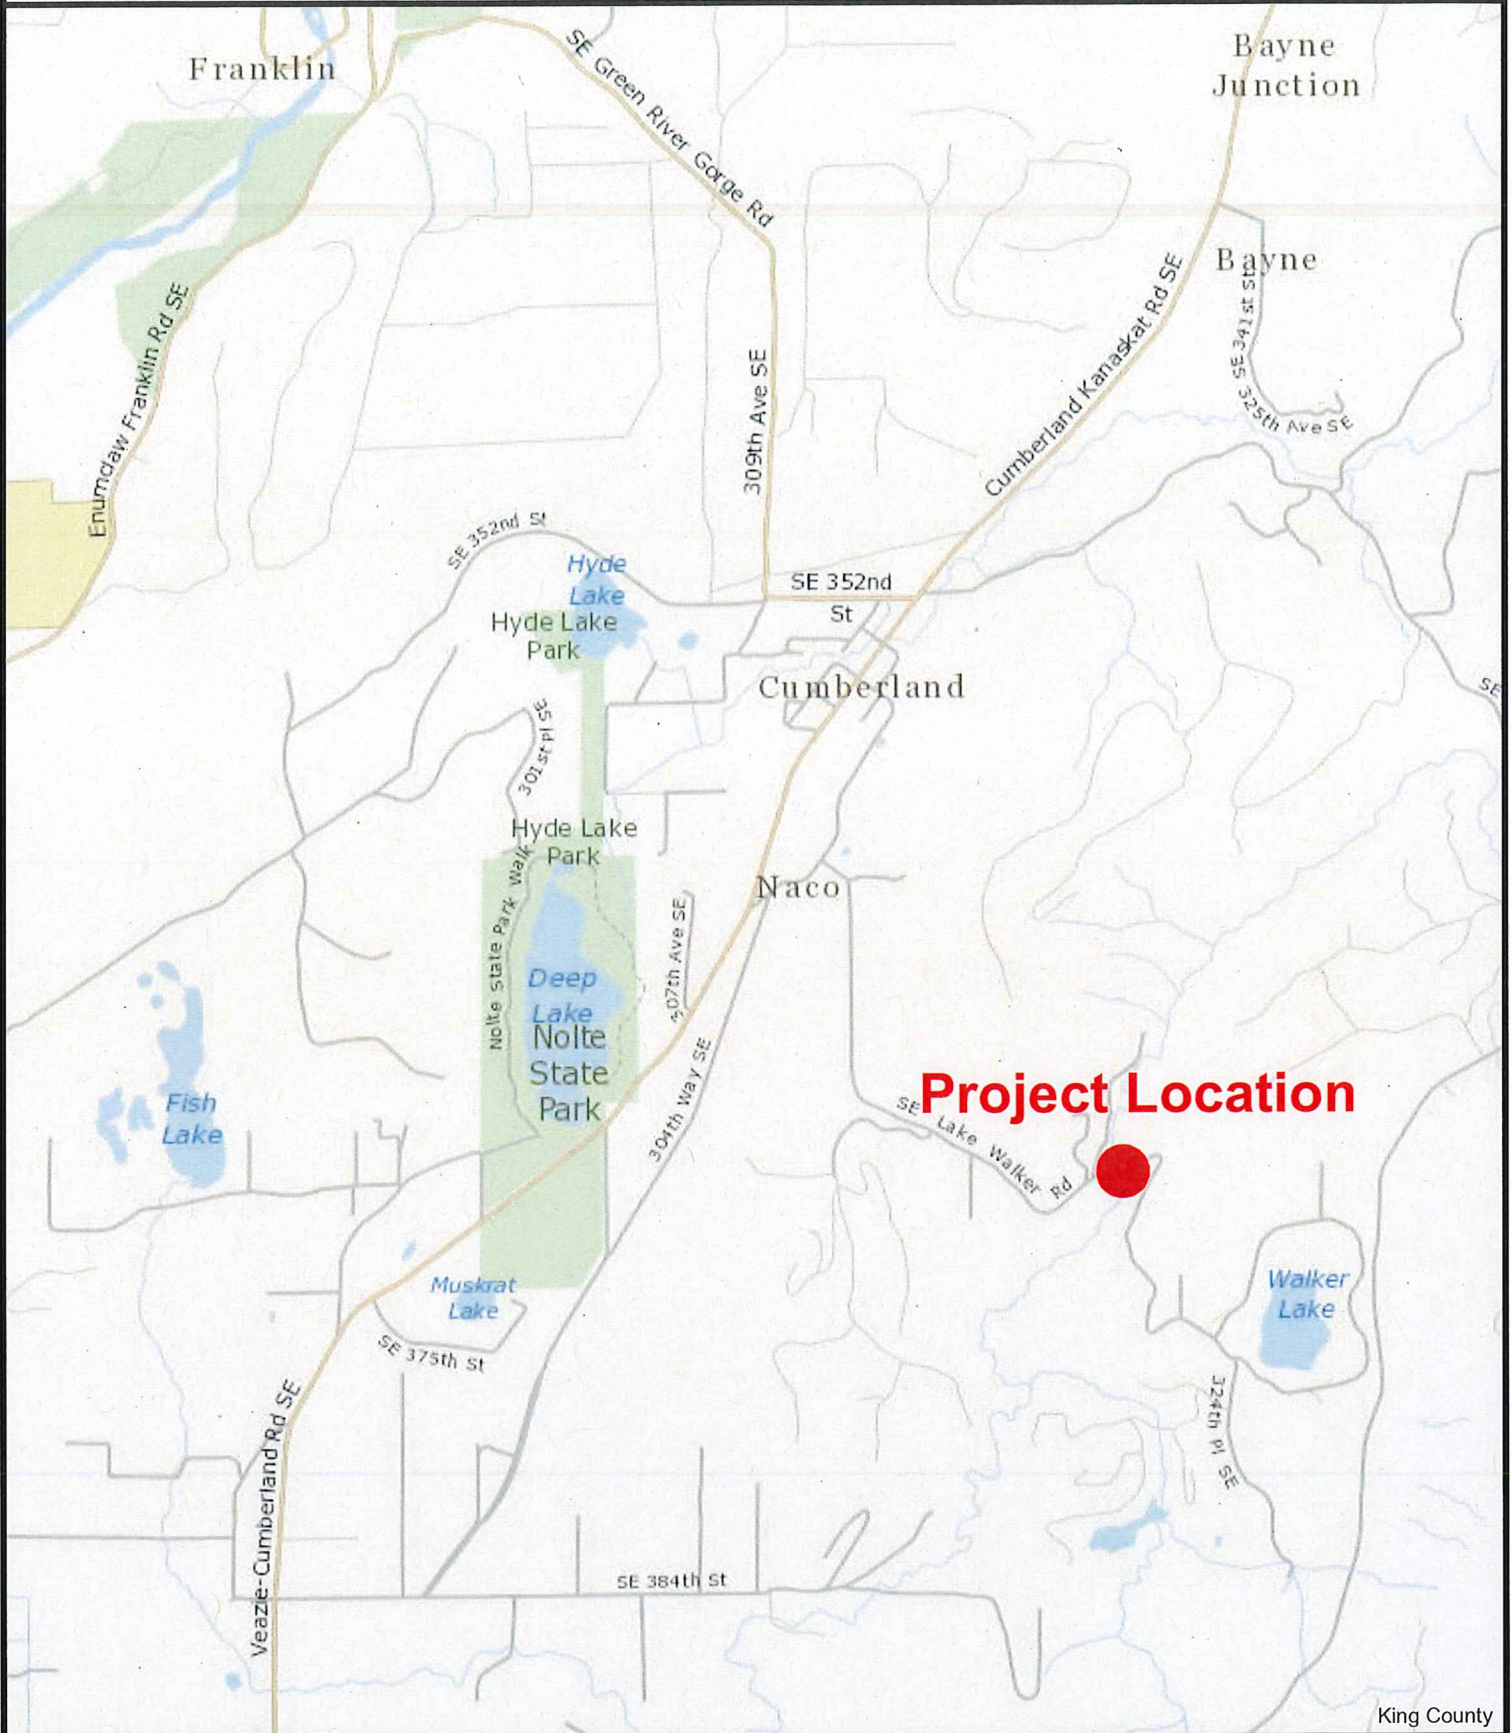 Franklin
Bayne
Junction
SE Green River Gorge Rd
Bayne
Enumclaw Franklin Rd SE
SE 341st St
Cumberland Kanaskat Rd SE
309th Ave SE
325th Ave SE
SE 352nd St
Hyde
Lake
SE 352nd
St
Hyde Lake
Park
Cumberland
SE
301st Pl SE
Hyde Lake
Park
Naco
Nolte State Park Walk
307th Ave SE
Deep
Lake
Nolte
State
Park
304th Way SE
Project Location
Fish
Lake
SE Lake Walker Rd
Muskrat
Lake
Walker
Lake
SE 375th St
324th Pl SE
Veazie-Cumberland Rd SE
SE 384th St
King County